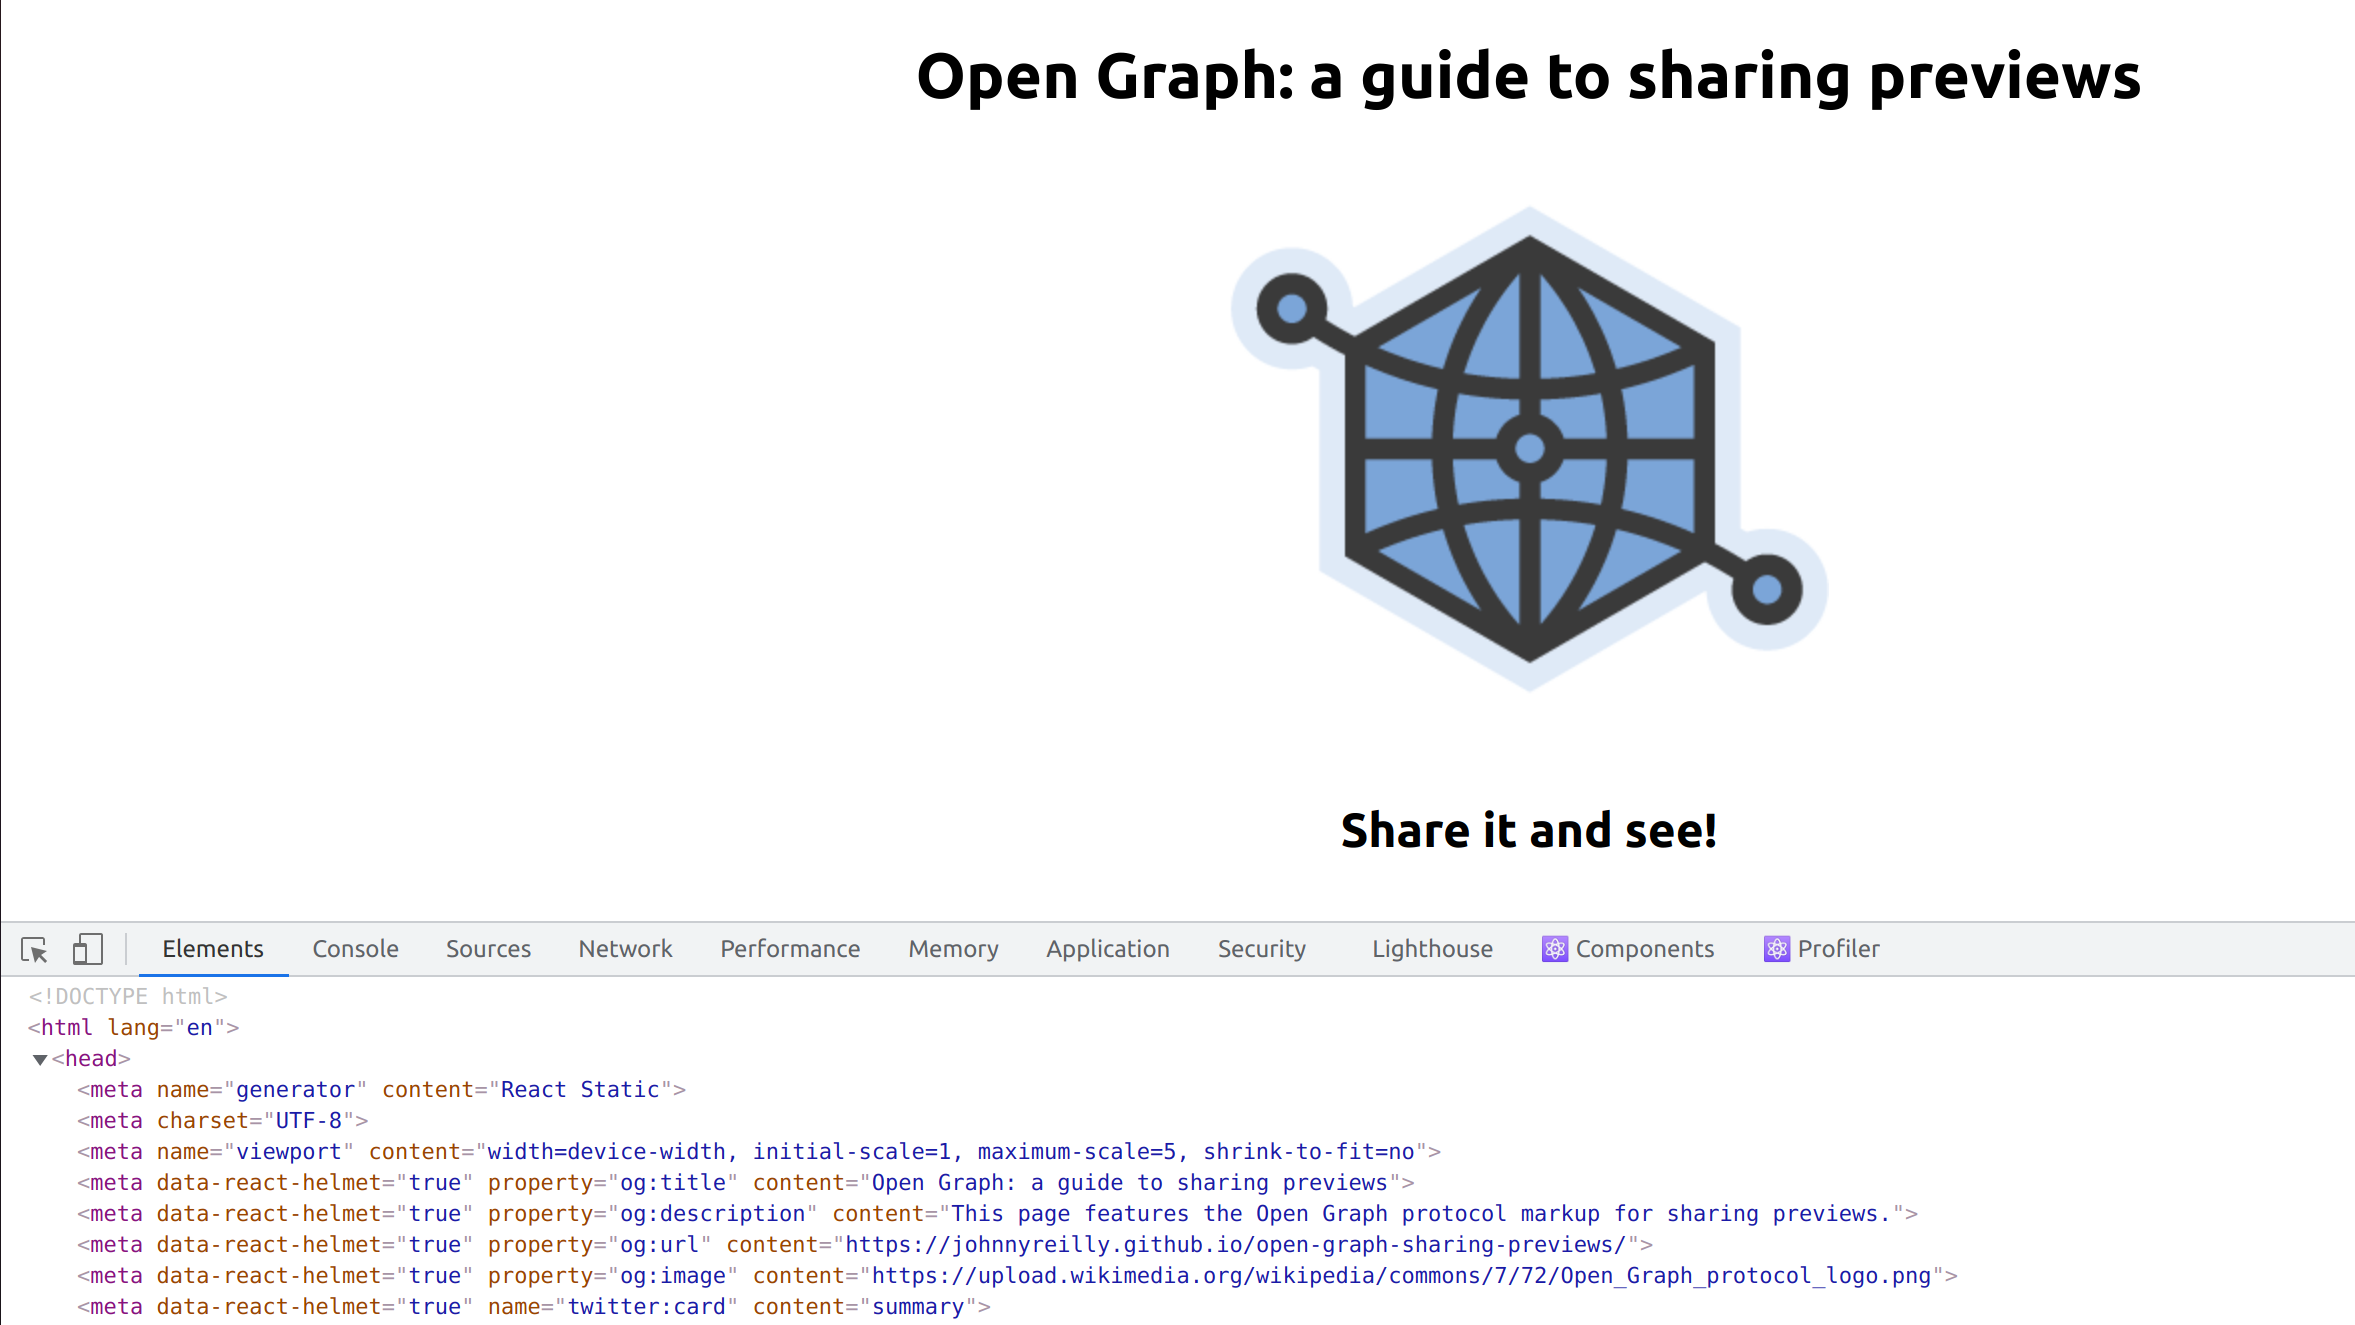 Open Graph: a guide to sharing previews
Share it and see!
Elements Console Sources Network Performance Memory Application Security Lighthouse Components Profiler
<!DOCTYPE html>
<html lang="en">
<head>
<meta name="generator" content="React Static">
<meta charset="UTF-8">
<meta name="viewport" content="width=device-width, initial-scale=1, maximum-scale=5, shrink-to-fit=no">
<meta data-react-helmet="true" property="og:title" content="Open Graph: a guide to sharing previews">
<meta data-react-helmet="true" property="og:description" content="This page features the Open Graph protocol markup for sharing previews.">
<meta data-react-helmet="true" property="og:url" content="https://johnnyreilly.github.io/open-graph-sharing-previews/">
<meta data-react-helmet="true" property="og:image" content="https://upload.wikimedia.org/wikipedia/commons/7/72/Open_Graph_protocol_logo.png">
<meta data-react-helmet="true" name="twitter:card" content="summary">